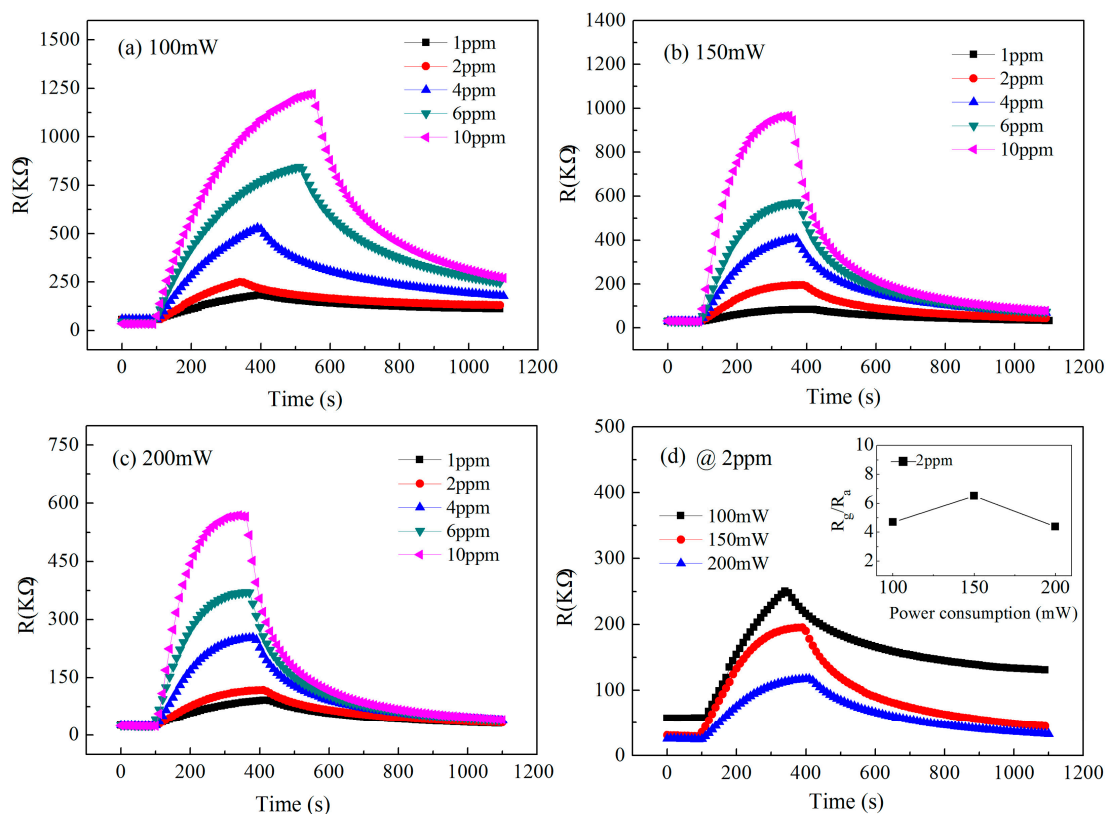 (a) 100mW
1ppm
2ppm
4ppm
6ppm
10ppm
R(KΩ)
1500
1250
1000
750
500
250
0
0 200 400 600 800 1000 1200
Time (s)
(b) 150mW
1ppm
2ppm
4ppm
6ppm
10ppm
R(KΩ)
1400
1200
1000
800
600
400
200
0
0 200 400 600 800 1000 1200
Time (s)
(c) 200mW
1ppm
2ppm
4ppm
6ppm
10ppm
R(KΩ)
750
600
450
300
150
0
0 200 400 600 800 1000 1200
Time (s)
(d) @ 2ppm
100mW
150mW
200mW
R(KΩ)
500
400
300
200
100
0
0 200 400 600 800 1000 1200
Time (s)
2ppm
Rg/Ra
10
8
6
4
2
100 150 200
Power consumption (mW)